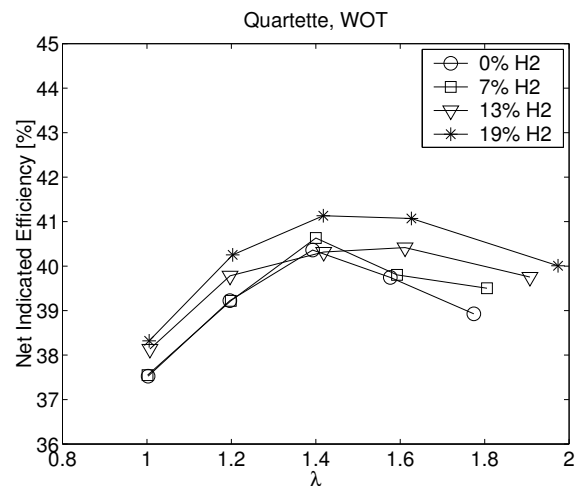 Quartette, WOT
Net Indicated Efficiency [%]
45
44
43
42
41
40
39
38
37
36
0.8
1
1.2
1.4
1.6
1.8
2
λ
0% H2
7% H2
13% H2
19% H2